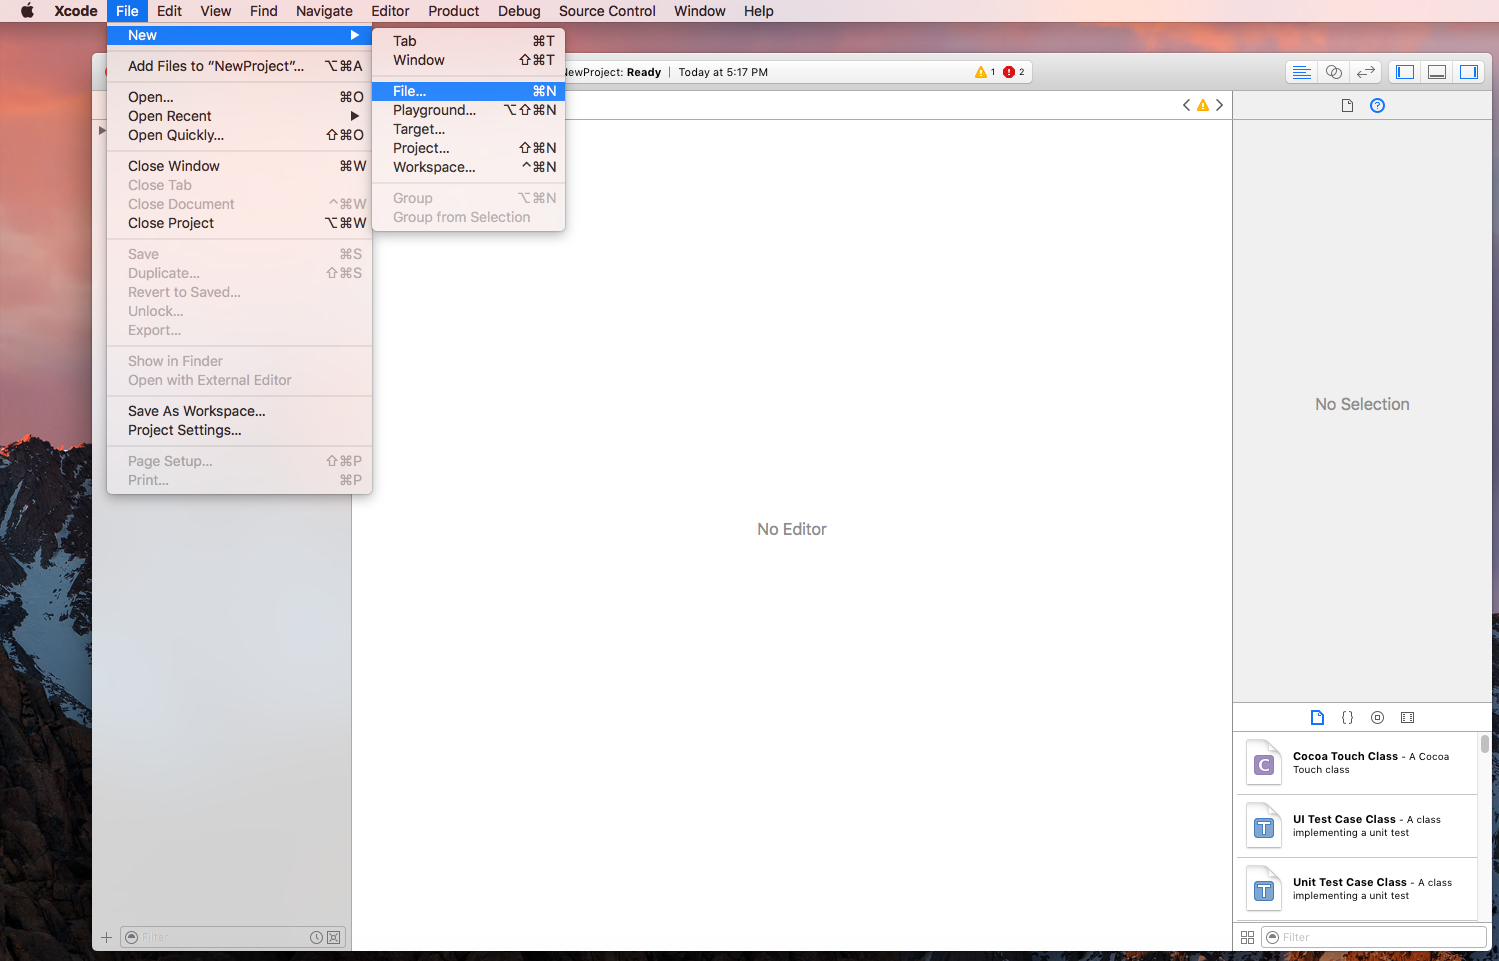 Xcode File Edit View Find Navigate Editor Product Debug Source Control Window Help
New
Add Files to “NewProject”... ⌥⌘A
Open... ⌘O
Open Recent
Open Quickly... ⇧⌘O
Close Window ⌘W
Close Tab
Close Document ^⌘W
Close Project ⌥⌘W
Save ⌘S
Duplicate... ⇧⌘S
Revert to Saved...
Unlock...
Export...
Show in Finder
Open with External Editor
Save As Workspace...
Project Settings...
Page Setup... ⇧⌘P
Print... ⌘P
Tab ⌘T
Window ⇧⌘T
File... ⌘N
Playground... ⌥⇧⌘N
Target...
Project... ⇧⌘N
Workspace... ^⌘N
Group ⌥⌘N
Group from Selection
NewProject: Ready | Today at 5:17 PM 1 2
No Editor
No Selection
{}
Cocoa Touch Class - A Cocoa
Touch class
UI Test Case Class - A class
implementing a unit test
Unit Test Case Class - A class
implementing a unit test
C
T
T
Filter
Filter